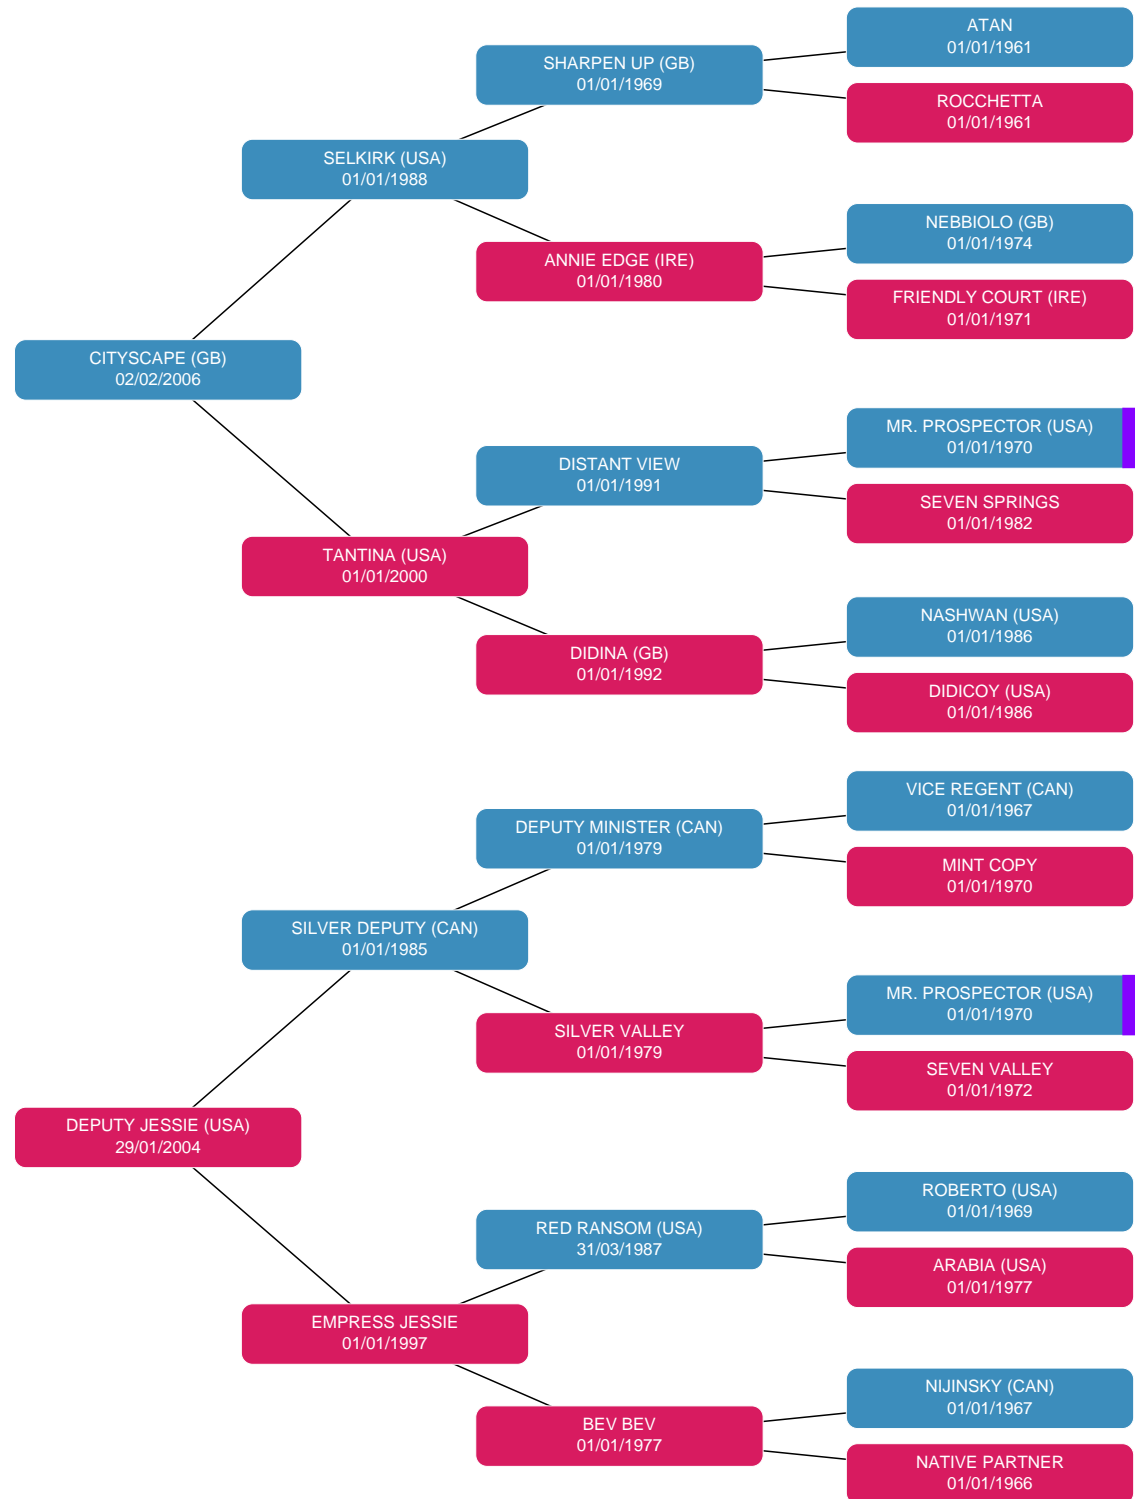 ATAN
01/01/1961
SHARPEN UP (GB)
01/01/1969
ROCCHETTA
01/01/1961
SELKIRK (USA)
01/01/1988
NEBBIOLO (GB)
01/01/1974
ANNIE EDGE (IRE)
01/01/1980
FRIENDLY COURT (IRE)
01/01/1971
CITYSCAPE (GB)
02/02/2006
MR. PROSPECTOR (USA)
01/01/1970
DISTANT VIEW
01/01/1991
SEVEN SPRINGS
01/01/1982
TANTINA (USA)
01/01/2000
NASHWAN (USA)
01/01/1986
DIDINA (GB)
01/01/1992
DIDICOY (USA)
01/01/1986
VICE REGENT (CAN)
01/01/1967
DEPUTY MINISTER (CAN)
01/01/1979
MINT COPY
01/01/1970
SILVER DEPUTY (CAN)
01/01/1985
MR. PROSPECTOR (USA)
01/01/1970
SILVER VALLEY
01/01/1979
SEVEN VALLEY
01/01/1972
DEPUTY JESSIE (USA)
29/01/2004
ROBERTO (USA)
01/01/1969
RED RANSOM (USA)
31/03/1987
ARABIA (USA)
01/01/1977
EMPRESS JESSIE
01/01/1997
NIJINSKY (CAN)
01/01/1967
BEV BEV
01/01/1977
NATIVE PARTNER
01/01/1966